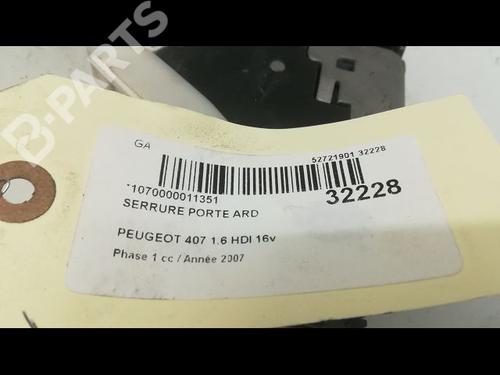 B-PARTS
GA
52721901 32228
*1070000011351
32228
SERRURE PORTE ARD
PEUGEOT 407 1.6 HDI 16v
Phase 1 cc / Année 2007